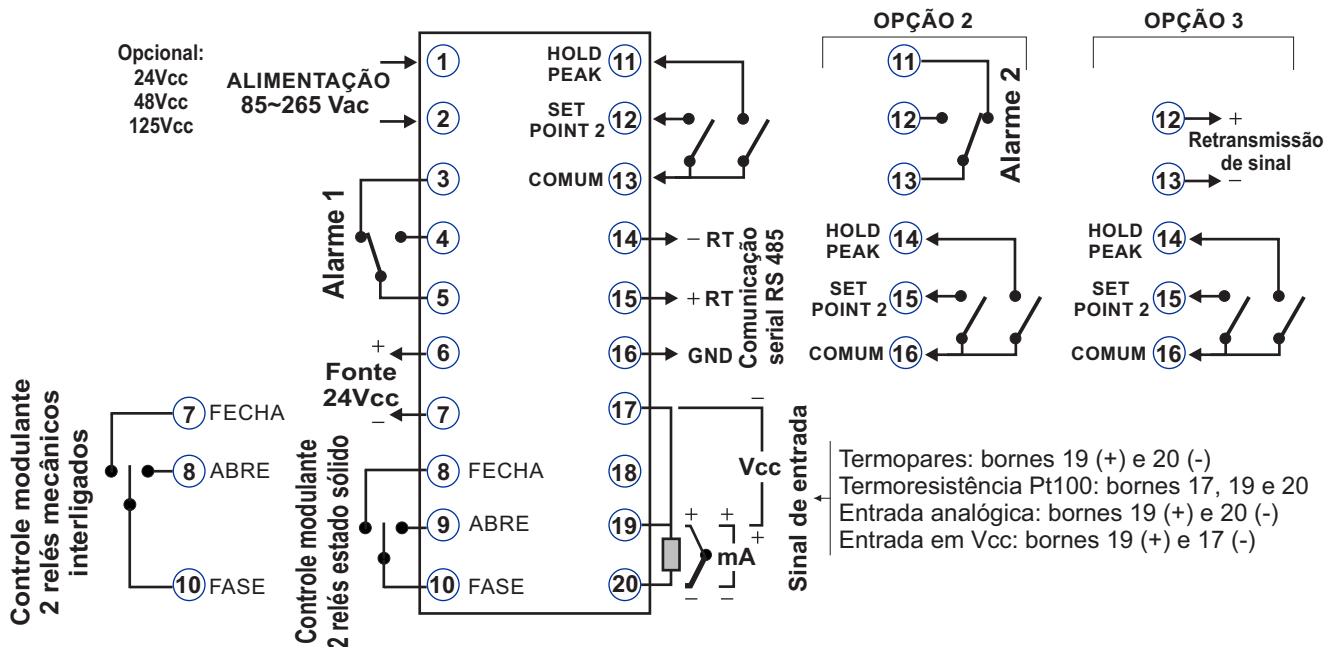 Opcional:
24Vcc
48Vcc
125Vcc
ALIMENTAÇÃO
85~265 Vac
1
2
3
4
5
Alarme 1
6
7
+
Fonte
24Vcc
−
8 FECHA
9 ABRE
10 FASE
Controle modulante
2 relés estado sólido
Controle modulante
2 relés mecânicos
interligados
7 FECHA
8 ABRE
10 FASE
HOLD
PEAK 11
SET
POINT 2 12
COMUM 13
14 − RT
15 + RT
16 GND
Comunicação
serial RS 485
17
18
19
20
−
Vcc
+
+ +
mA
− −
Sinal de entrada
Termopares: bornes 19 (+) e 20 (-)
Termoresistência Pt100: bornes 17, 19 e 20
Entrada analógica: bornes 19 (+) e 20 (-)
Entrada em Vcc: bornes 19 (+) e 17 (-)
OPÇÃO 2
11
12
13
Alarme 2
HOLD
PEAK 14
SET
POINT 2 15
COMUM 16
OPÇÃO 3
12 +
Retransmissão
de sinal
13 −
HOLD
PEAK 14
SET
POINT 2 15
COMUM 16